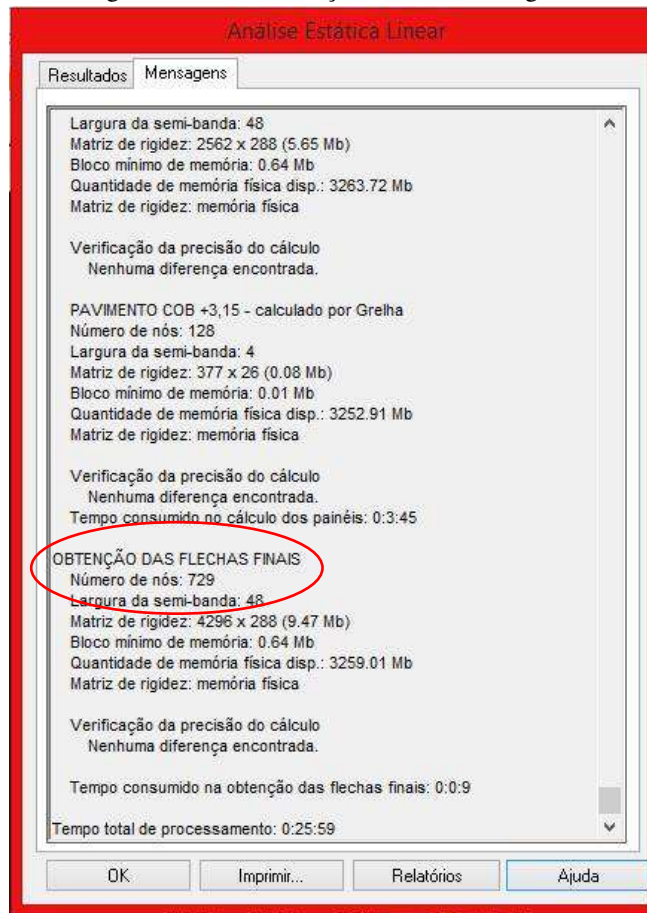 Análise Estática Linear
Resultados Mensagens
Largura da semi-banda: 48
Matriz de rigidez: 2562 x 288 (5.65 Mb)
Bloco mínimo de memória: 0.64 Mb
Quantidade de memória física disp.: 3263.72 Mb
Matriz de rigidez: memória física
Verificação da precisão do cálculo
Nenhuma diferença encontrada.
PAVIMENTO COB +3,15 - calculado por Grelha
Número de nós: 128
Largura da semi-banda: 4
Matriz de rigidez: 377 x 26 (0.08 Mb)
Bloco mínimo de memória: 0.01 Mb
Quantidade de memória física disp.: 3252.91 Mb
Matriz de rigidez: memória física
Verificação da precisão do cálculo
Nenhuma diferença encontrada.
Tempo consumido no cálculo dos painéis: 0:3:45
OBTENÇÃO DAS FLECHAS FINAIS
Número de nós: 729
Largura da semi-banda: 48
Matriz de rigidez: 4296 x 288 (9.47 Mb)
Bloco mínimo de memória: 0.64 Mb
Quantidade de memória física disp.: 3259.01 Mb
Matriz de rigidez: memória física
Verificação da precisão do cálculo
Nenhuma diferença encontrada.
Tempo consumido na obtenção das flechas finais: 0:0:9
Tempo total de processamento: 0:25:59
OK Imprimir... Relatórios Ajuda